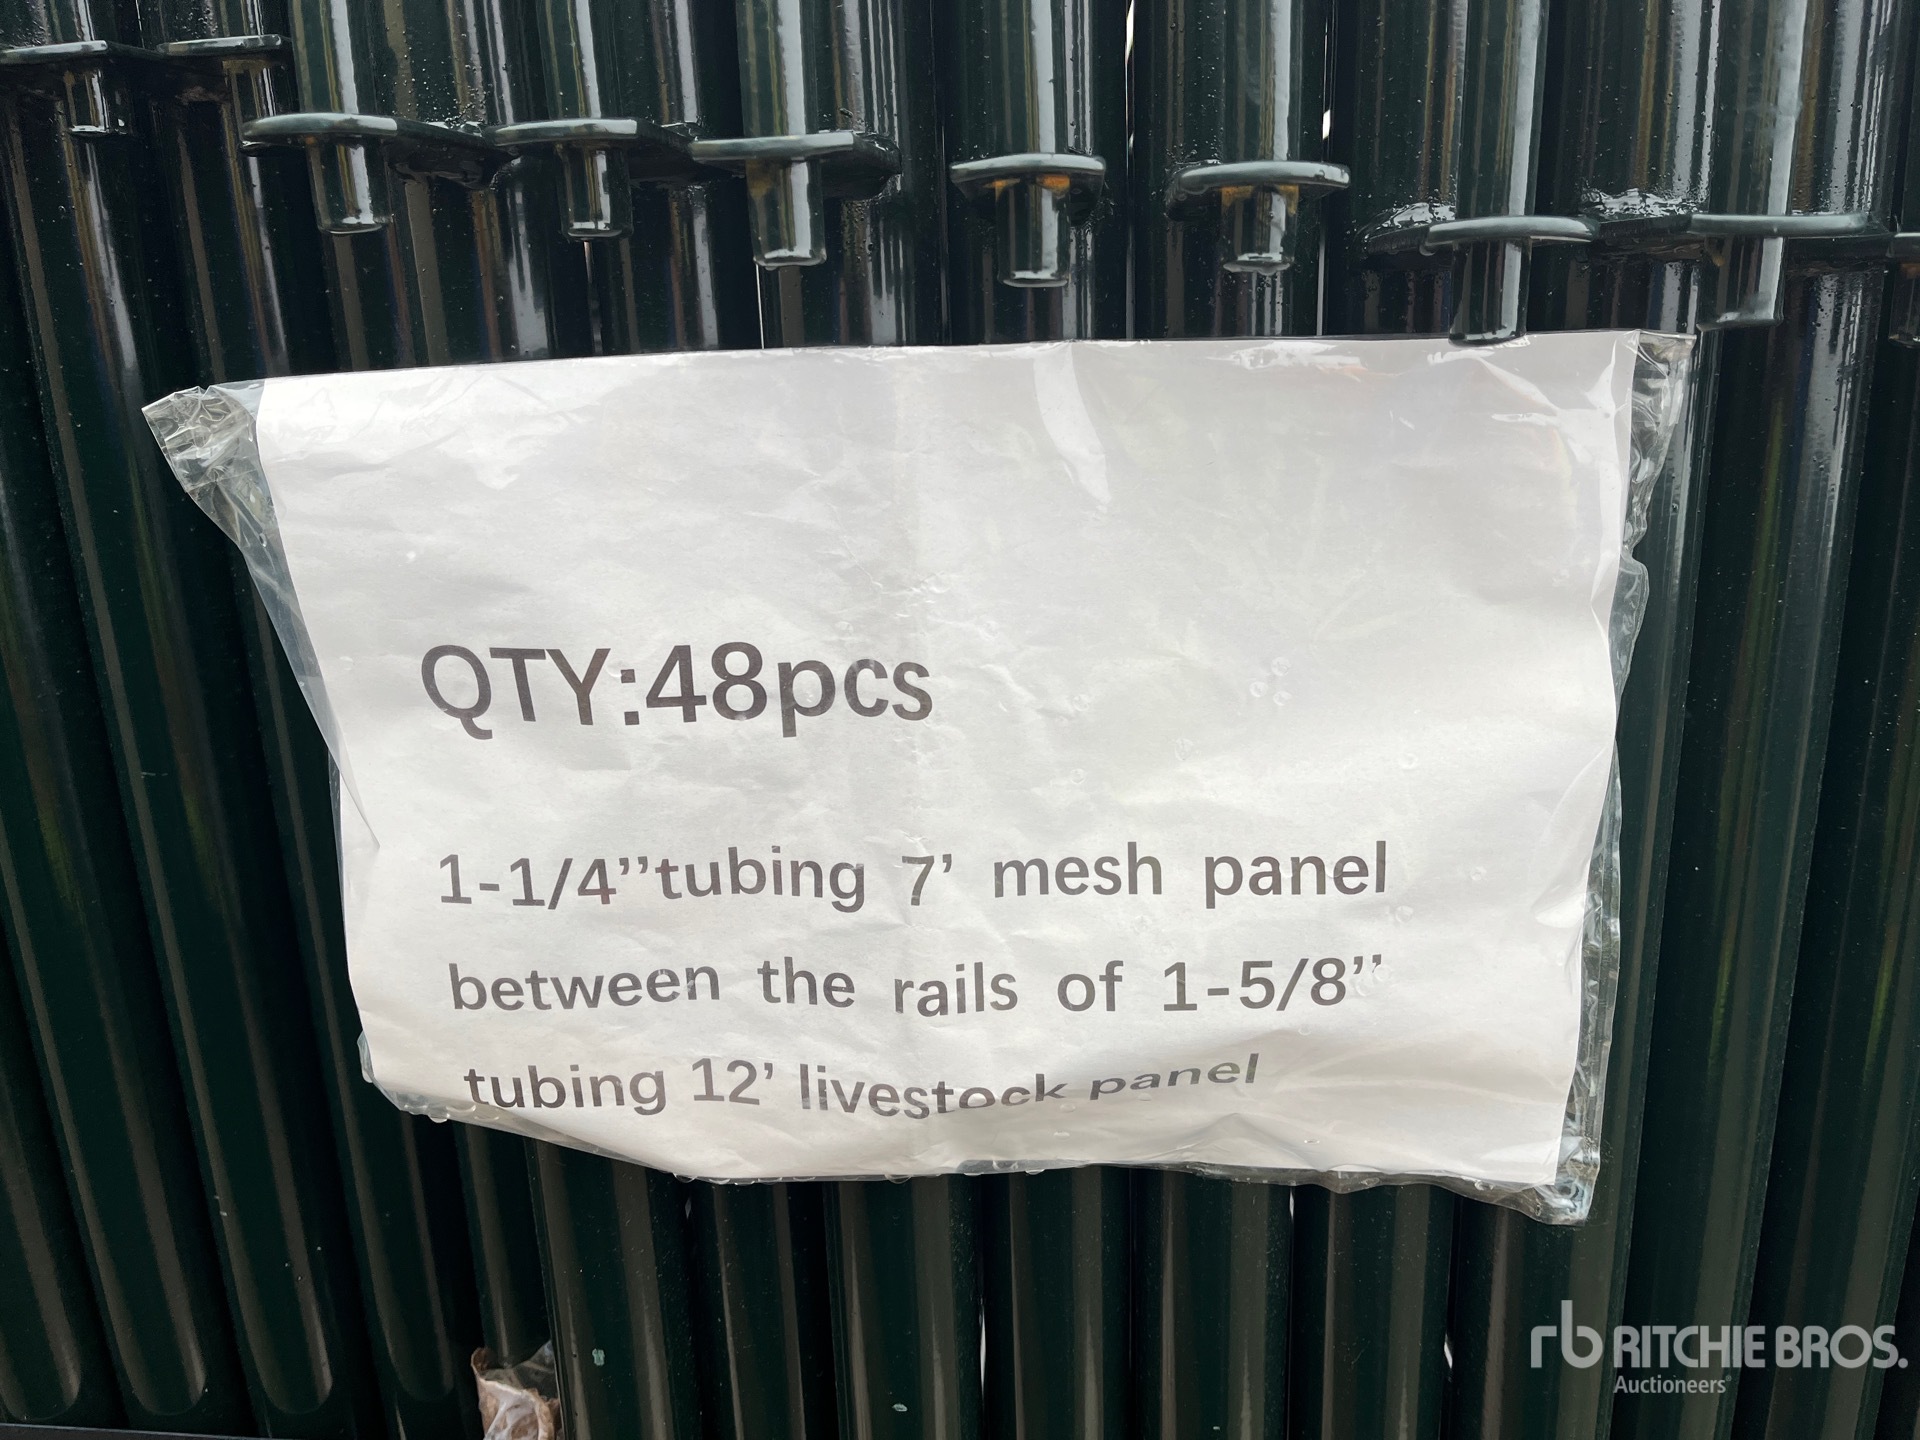 QTY:48pcs
1-1/4’’tubing 7’ mesh panel
between the rails of 1-5/8’’
tubing 12’ livestock panel
rb RITCHIE BROS.
Auctioneers